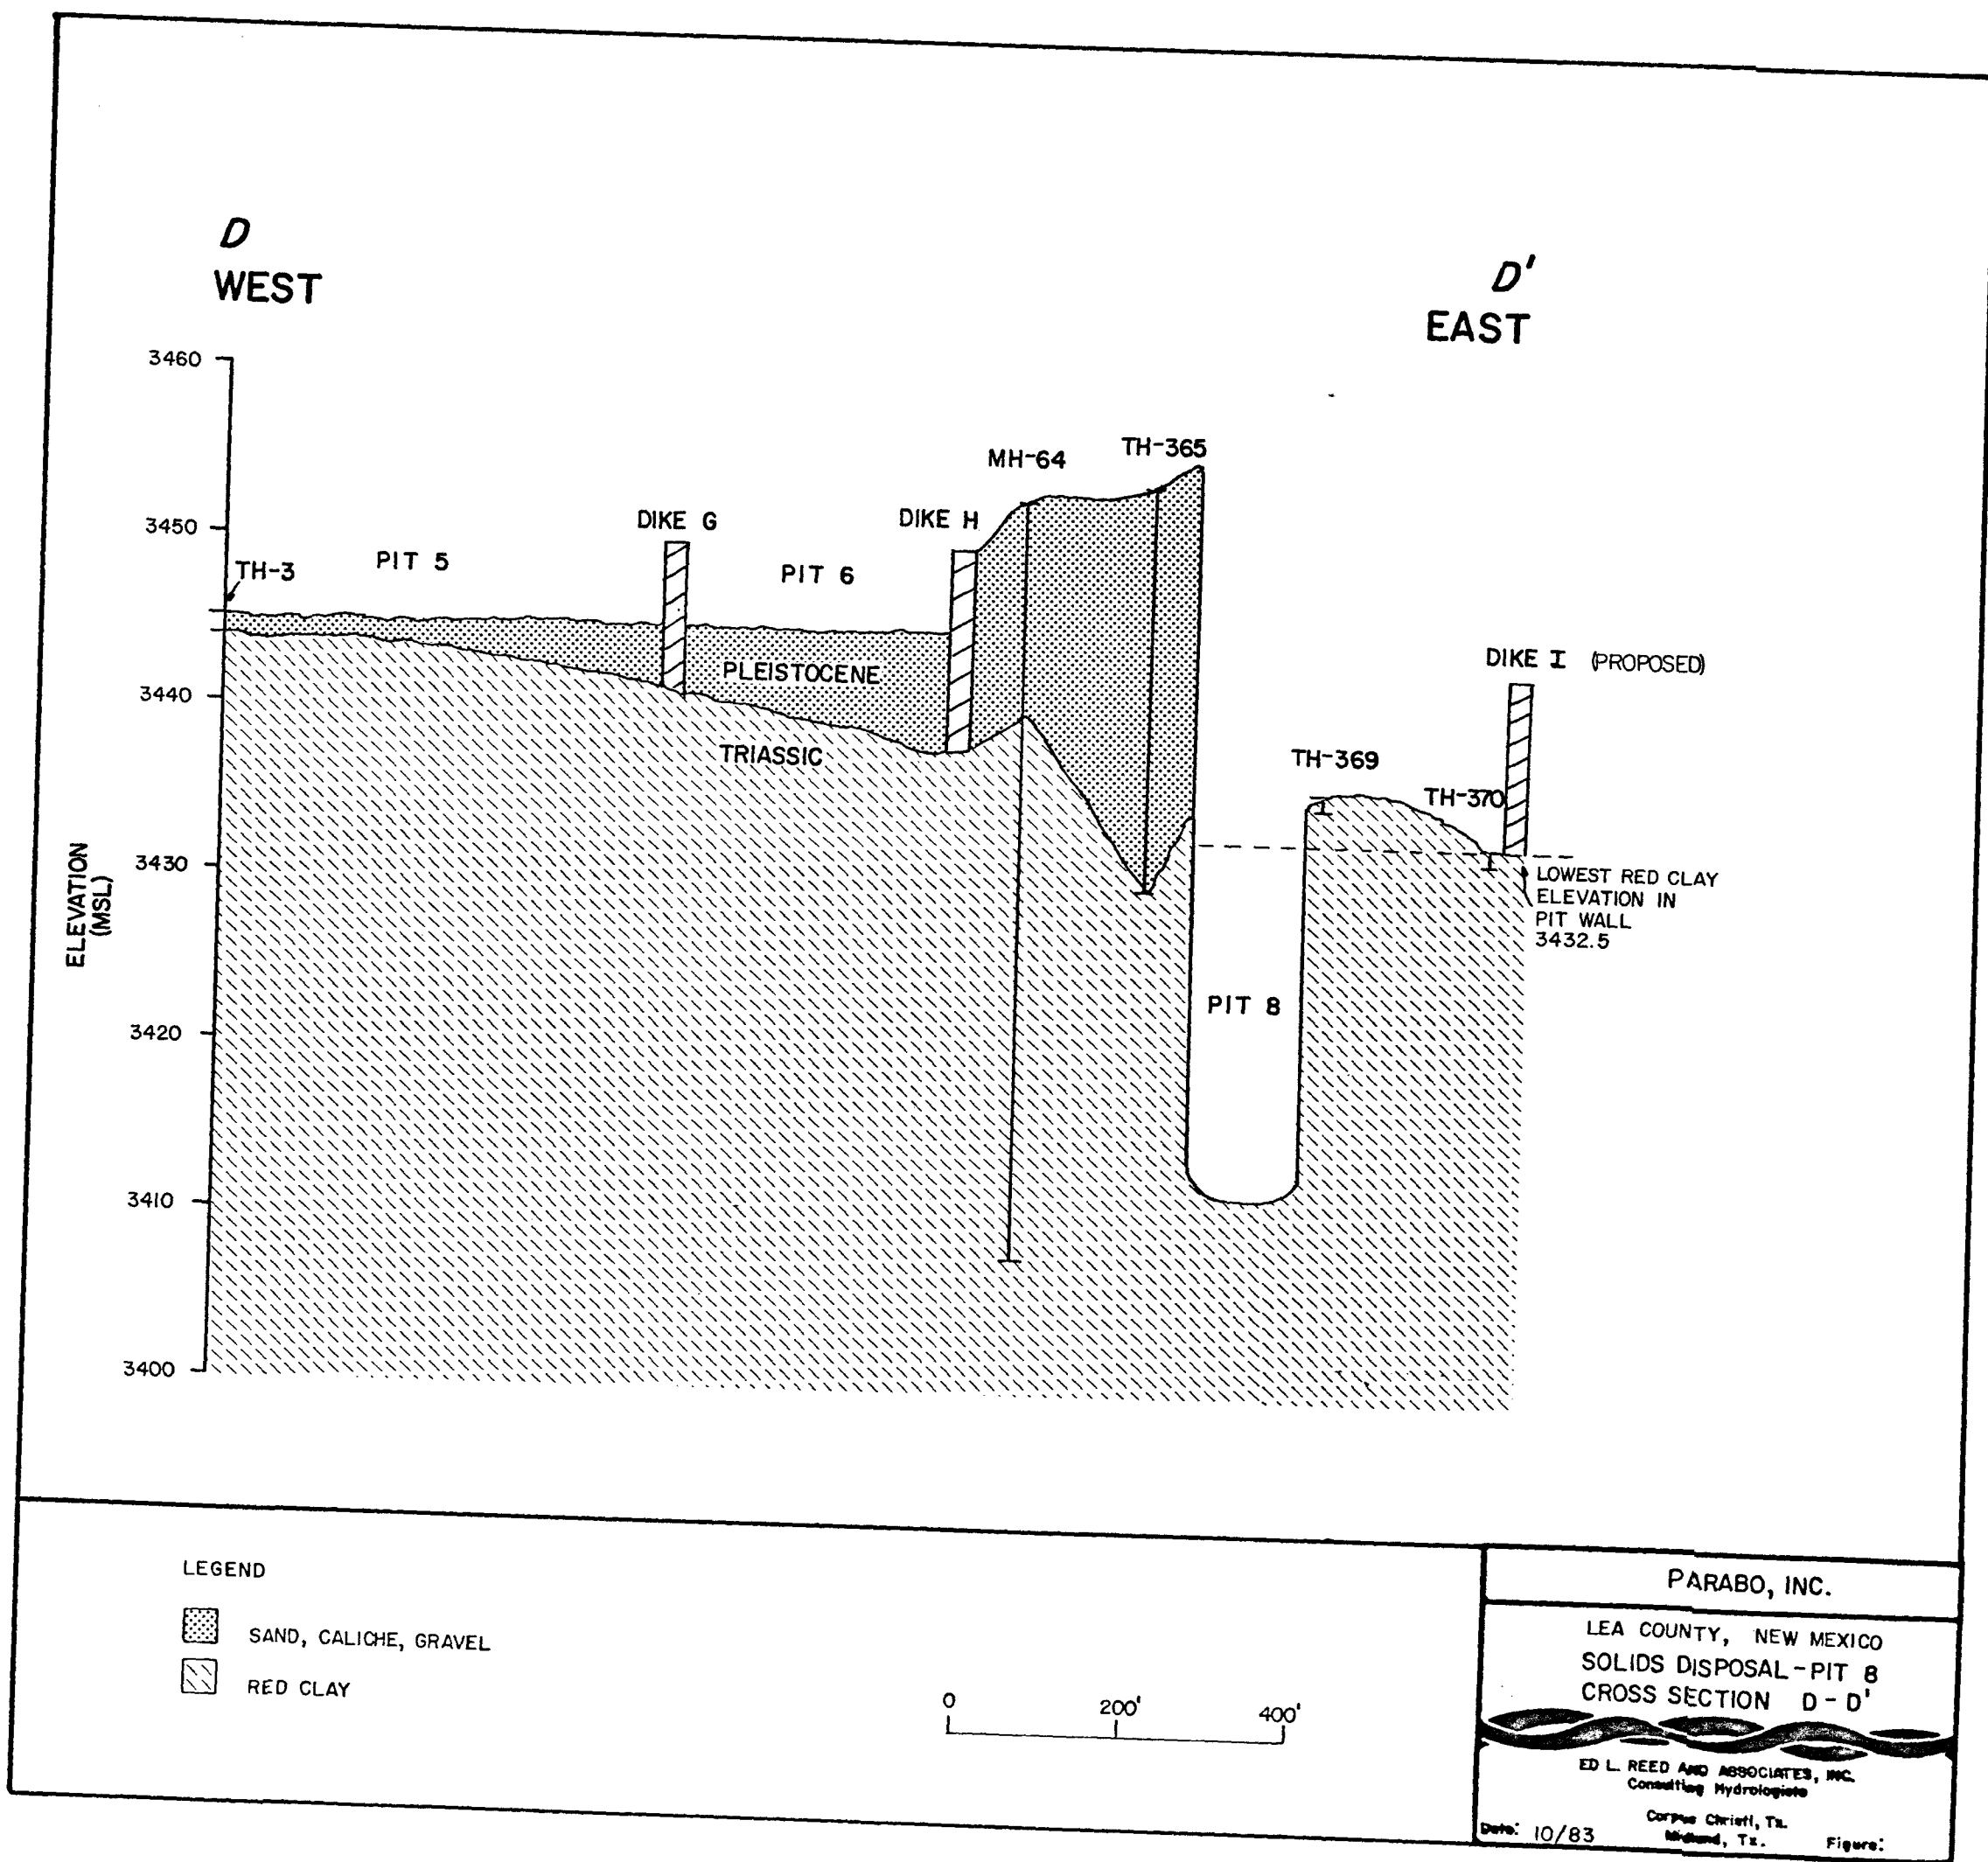 D
WEST
D'
EAST
3460
3450
3440
3430
3420
3410
3400
ELEVATION
(MSL)
TH-3
PIT 5
DIKE G
PIT 6
DIKE H
MH-64
TH-365
PLEISTOCENE
TRIASSIC
DIKE I (PROPOSED)
TH-369
TH-370
LOWEST RED CLAY
ELEVATION IN
PIT WALL
3432.5
PIT 8
LEGEND
SAND, CALICHE, GRAVEL
RED CLAY
0 200' 400'
PARABO, INC.
LEA COUNTY, NEW MEXICO
SOLIDS DISPOSAL-PIT 8
CROSS SECTION D-D'
ED L. REED AND ASSOCIATES, INC.
Consulting Hydrologists
Corpus Christi, Tx.
Midland, Tx.
Date: 10/83
Figure: